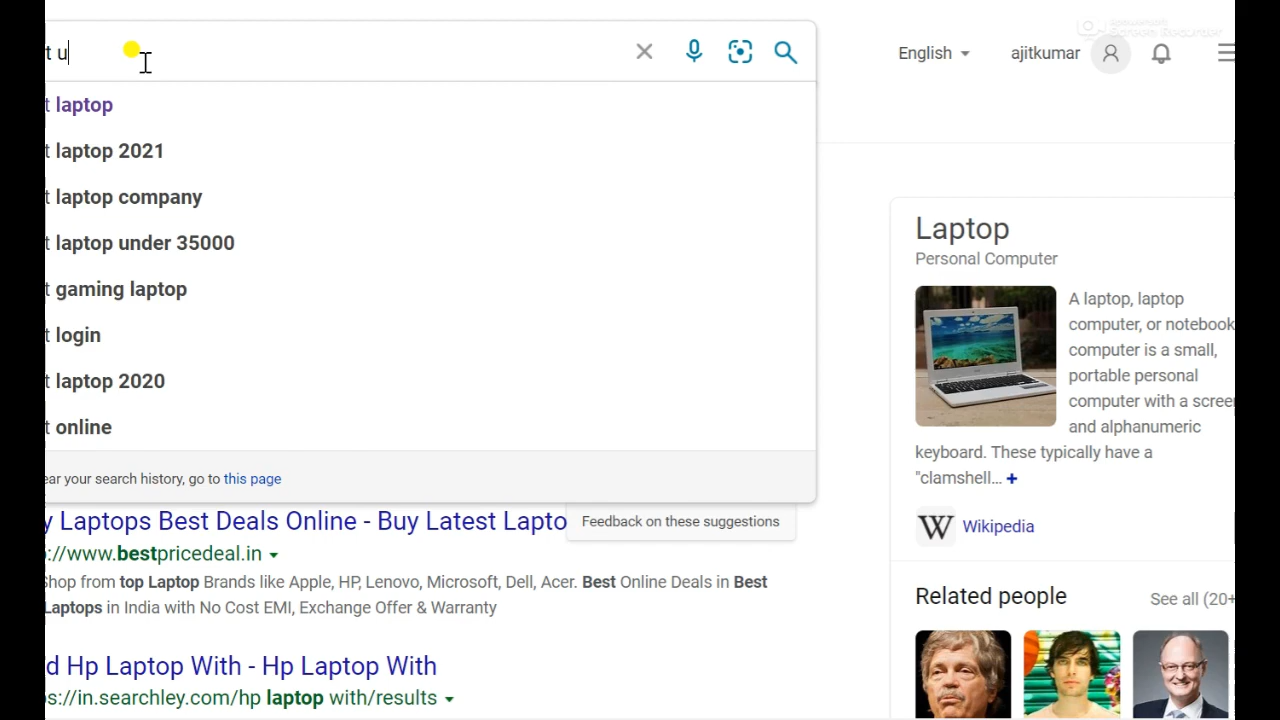 t u
English
ajitkumar
t laptop
t laptop 2021
t laptop company
t laptop under 35000
t gaming laptop
t login
t laptop 2020
t online
ear your search history, go to this page
Feedback on these suggestions
y Laptops Best Deals Online - Buy Latest Lapto
://www.bestpricedeal.in
Shop from top Laptop Brands like Apple, HP, Lenovo, Microsoft, Dell, Acer. Best Online Deals in Best
Laptops in India with No Cost EMI, Exchange Offer & Warranty
'd Hp Laptop With - Hp Laptop With
s://in.searchley.com/hp laptop with/results
Laptop
Personal Computer
A laptop, laptop
computer, or notebook
computer is a small,
portable personal
computer with a scree
and alphanumeric
keyboard. These typically have a
"clamshell... +
W Wikipedia
Related people
See all (20+
Screen Recorder